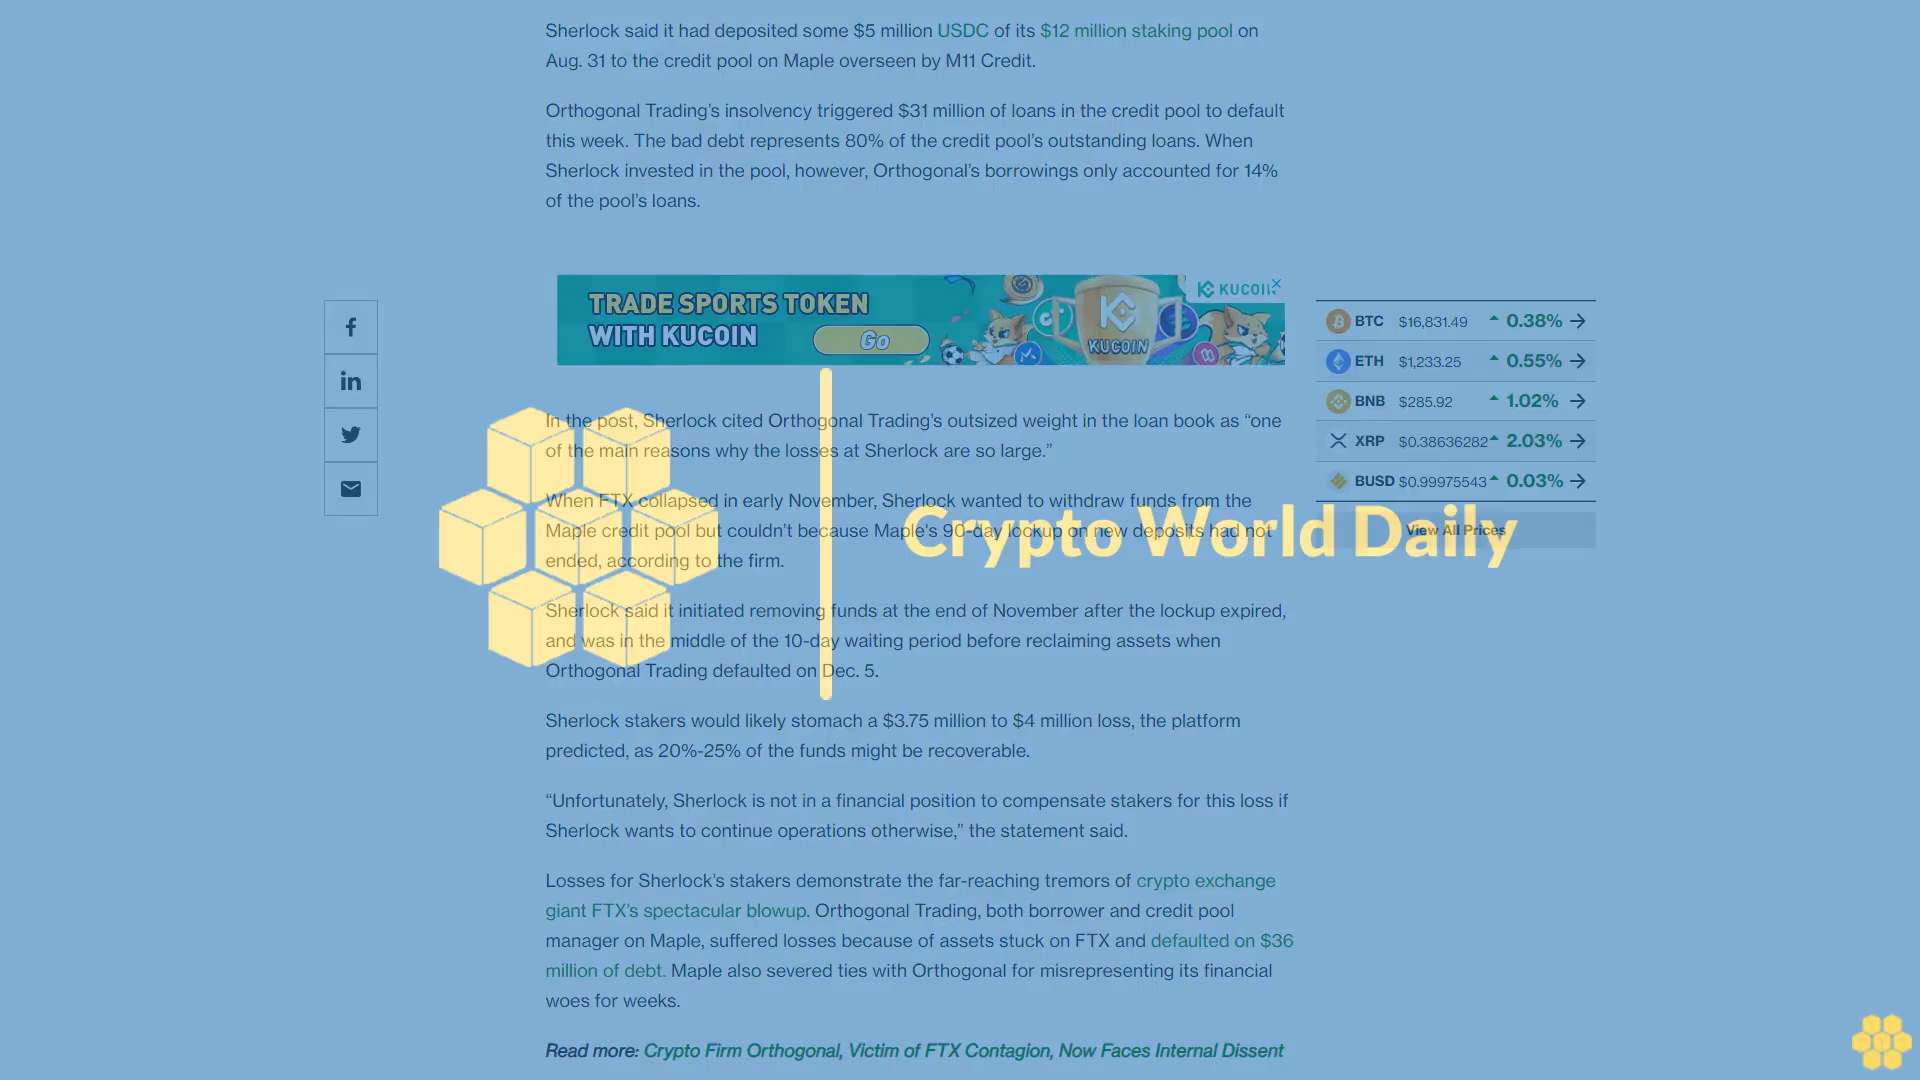 Sherlock said it had deposited some $5 million USDC of its $12 million staking pool on
Aug. 31 to the credit pool on Maple overseen by M11 Credit.
Orthogonal Trading’s insolvency triggered $31 million of loans in the credit pool to default
this week. The bad debt represents 80% of the credit pool’s outstanding loans. When
Sherlock invested in the pool, however, Orthogonal’s borrowings only accounted for 14%
of the pool’s loans.
TRADE SPORTS TOKEN
WITH KUCOIN
Go
KUCOIN
KUCOIN
BTC $16,831.49 0.38%
ETH $1,233.25 0.55%
BNB $285.92 1.02%
XRP $0.38636282 2.03%
BUSD $0.99975543 0.03%
View All Prices
In the post, Sherlock cited Orthogonal Trading’s outsized weight in the loan book as “one
of the main reasons why the losses at Sherlock are so large.”
When FTX collapsed in early November, Sherlock wanted to withdraw funds from the
Maple credit pool but couldn’t because Maple's 90-day lockup on new deposits had not
ended, according to the firm.
Crypto World Daily
Sherlock said it initiated removing funds at the end of November after the lockup expired,
and was in the middle of the 10-day waiting period before reclaiming assets when
Orthogonal Trading defaulted on Dec. 5.
Sherlock stakers would likely stomach a $3.75 million to $4 million loss, the platform
predicted, as 20%-25% of the funds might be recoverable.
“Unfortunately, Sherlock is not in a financial position to compensate stakers for this loss if
Sherlock wants to continue operations otherwise,” the statement said.
Losses for Sherlock’s stakers demonstrate the far-reaching tremors of crypto exchange
giant FTX’s spectacular blowup. Orthogonal Trading, both borrower and credit pool
manager on Maple, suffered losses because of assets stuck on FTX and defaulted on $36
million of debt. Maple also severed ties with Orthogonal for misrepresenting its financial
woes for weeks.
Read more: Crypto Firm Orthogonal, Victim of FTX Contagion, Now Faces Internal Dissent